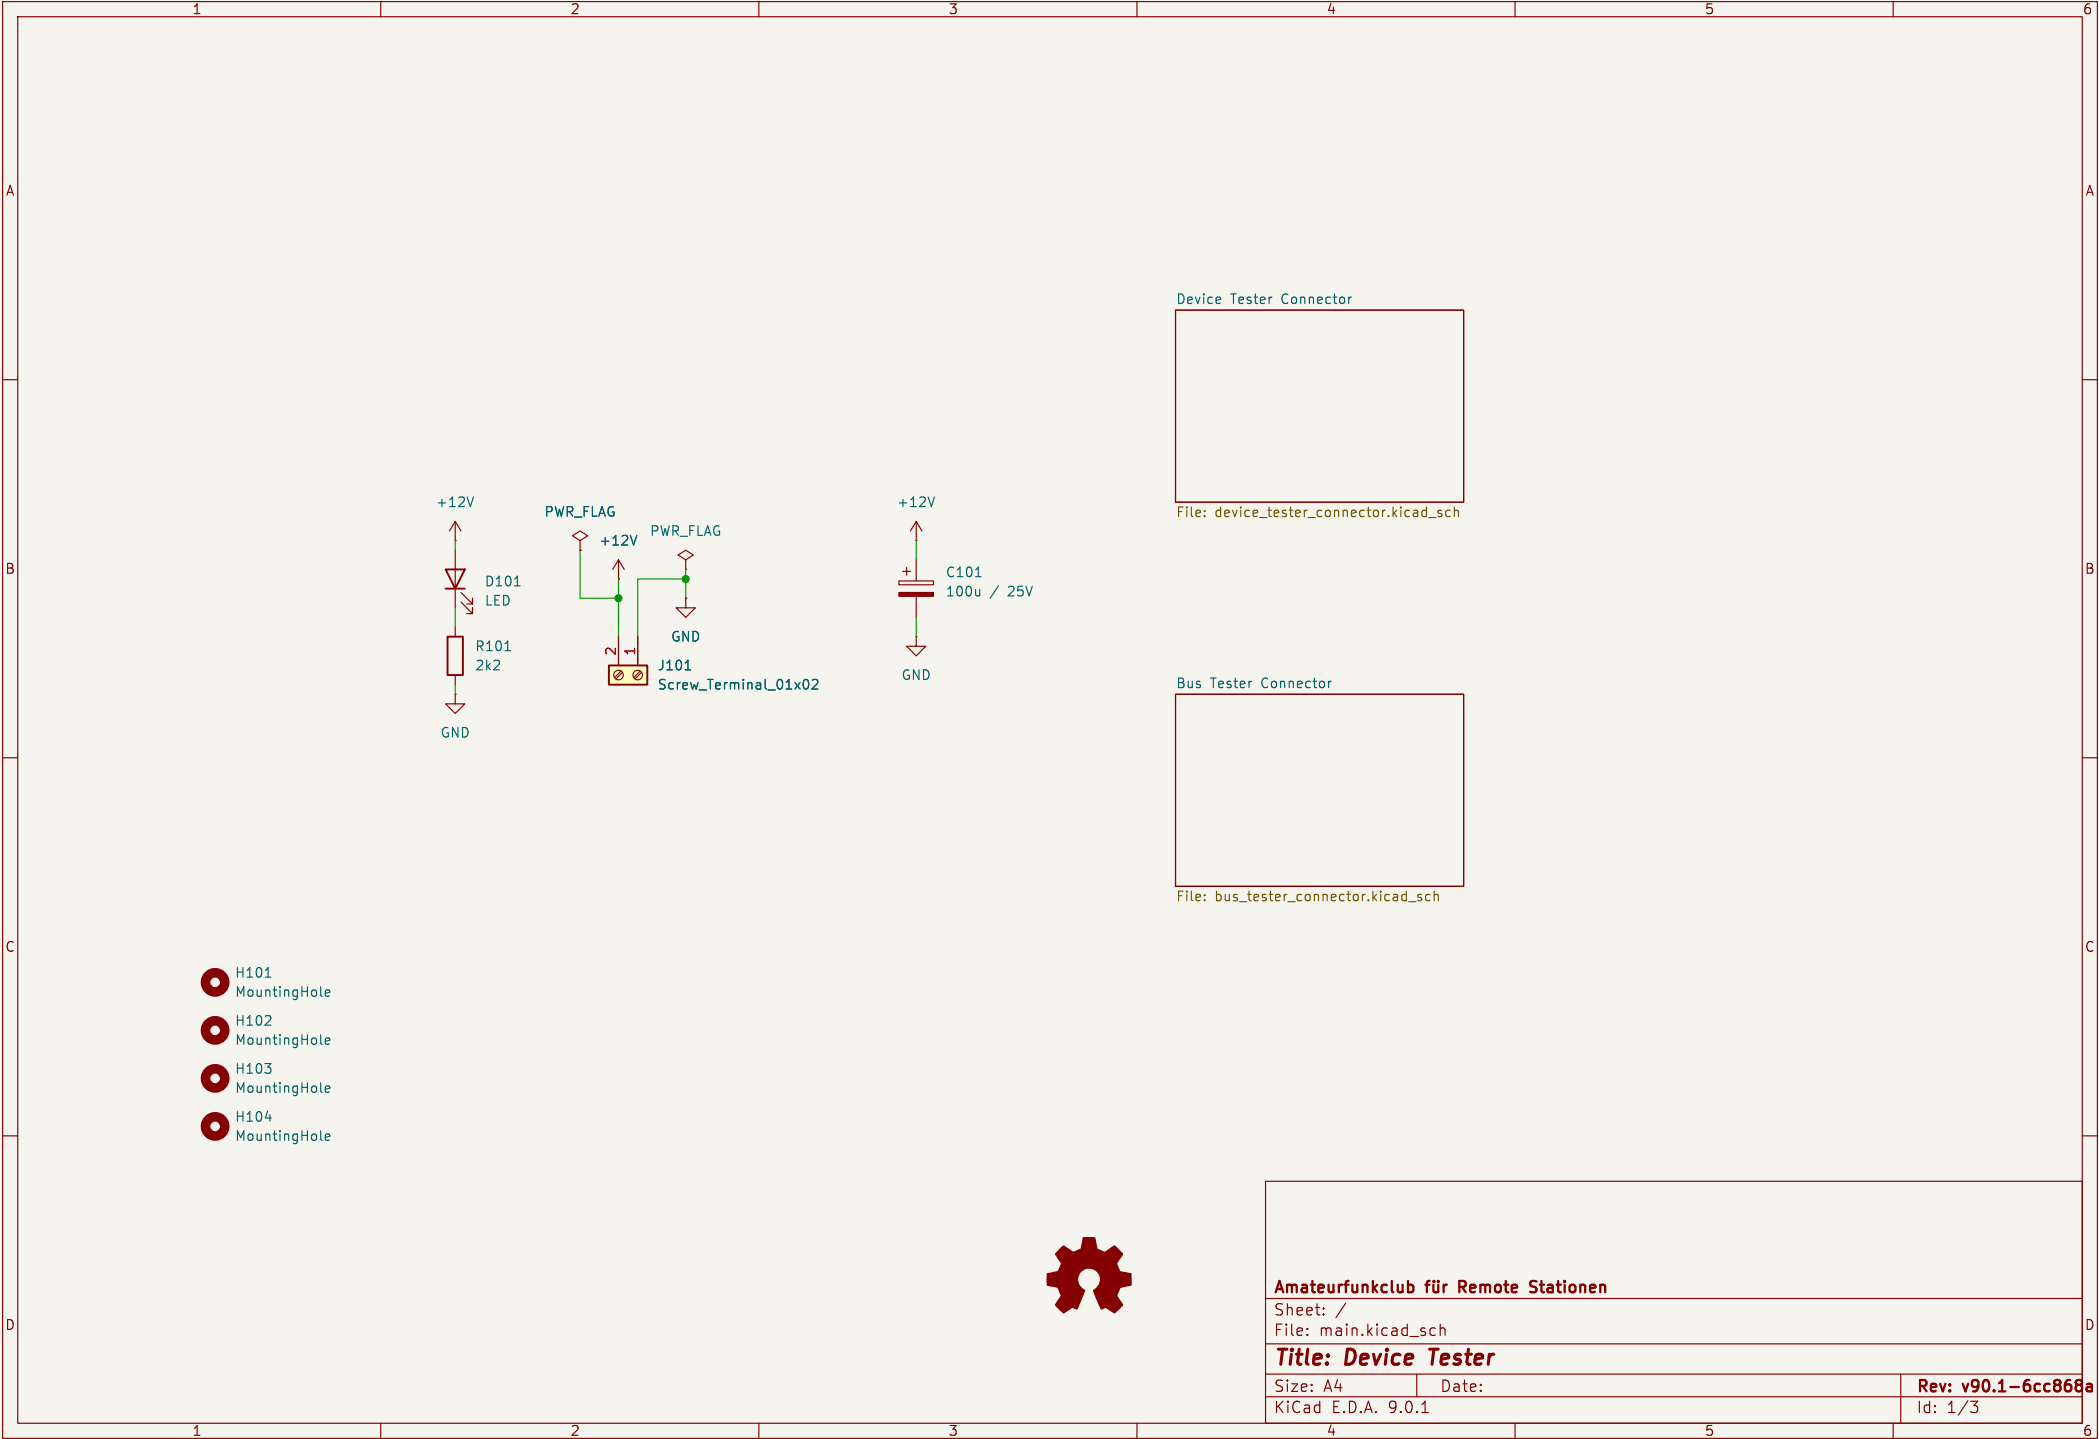 1 2 3 4 5 6
A A
Device Tester Connector
File: device_tester_connector.kicad_sch
+12V
PWR_FLAG
+12V
PWR_FLAG
+12V
B B
D101
LED
+
C101
100u / 25V
GND
R101
2k2
2 1
J101
Screw_Terminal_01x02
GND
GND
Bus Tester Connector
File: bus_tester_connector.kicad_sch
C C
H101
MountingHole
H102
MountingHole
H103
MountingHole
H104
MountingHole
Amateurfunkclub für Remote Stationen
Sheet: /
File: main.kicad_sch
D D
Title: Device Tester
Size: A4 Date: Rev: v90.1-6cc868a
KiCad E.D.A. 9.0.1 Id: 1/3
1 2 3 4 5 6